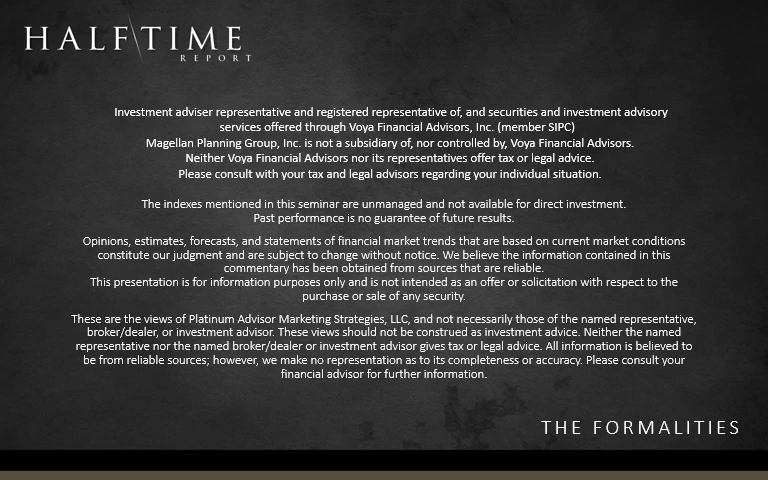 HALF\TIME
REPORT
Investment adviser representative and registered representative of, and securities and investment advisory
services offered through Voya Financial Advisors, Inc. (member SIPC)
Magellan Planning Group, Inc. is not a subsidiary of, nor controlled by, Voya Financial Advisors.
Neither Voya Financial Advisors nor its representatives offer tax or legal advice.
Please consult with your tax and legal advisors regarding your individual situation.
The indexes mentioned in this seminar are unmanaged and not available for direct investment.
Past performance is no guarantee of future results.
Opinions, estimates, forecasts, and statements of financial market trends that are based on current market conditions
constitute our judgment and are subject to change without notice. We believe the information contained in this
commentary has been obtained from sources that are reliable.
This presentation is for information purposes only and is not intended as an offer or solicitation with respect to the
purchase or sale of any security.
These are the views of Platinum Advisor Marketing Strategies, LLC, and not necessarily those of the named representative,
broker/dealer, or investment advisor. These views should not be construed as investment advice. Neither the named
representative nor the named broker/dealer or investment advisor gives tax or legal advice. All information is believed to
be from reliable sources; however, we make no representation as to its completeness or accuracy. Please consult your
financial advisor for further information.
THE FORMALITIES